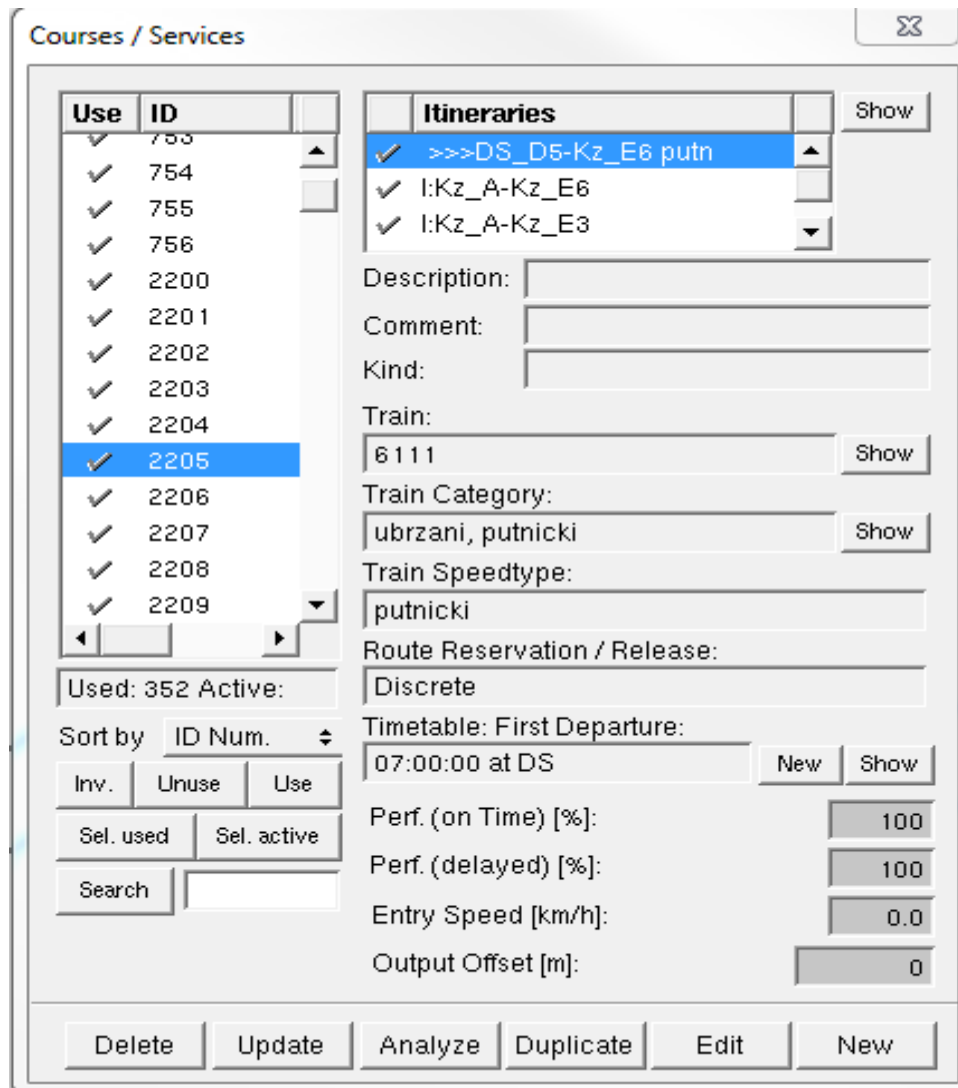 Courses / Services
Use ID
753
754
755
756
2200
2201
2202
2203
2204
2205
2206
2207
2208
2209
Used: 352 Active:
Sort by ID Num.
Inv. Unuse Use
Sel. used Sel. active
Search
Itineraries Show
>>>DS_D5-Kz_E6 putn
I:Kz_A-Kz_E6
I:Kz_A-Kz_E3
Description:
Comment:
Kind:
Train:
6111 Show
Train Category:
ubrzani, putnicki Show
Train Speedtype:
putnicki
Route Reservation / Release:
Discrete
Timetable: First Departure:
07:00:00 at DS New Show
Perf. (on Time) [%]: 100
Perf. (delayed) [%]: 100
Entry Speed [km/h]: 0.0
Output Offset [m]: 0
Delete Update Analyze Duplicate Edit New